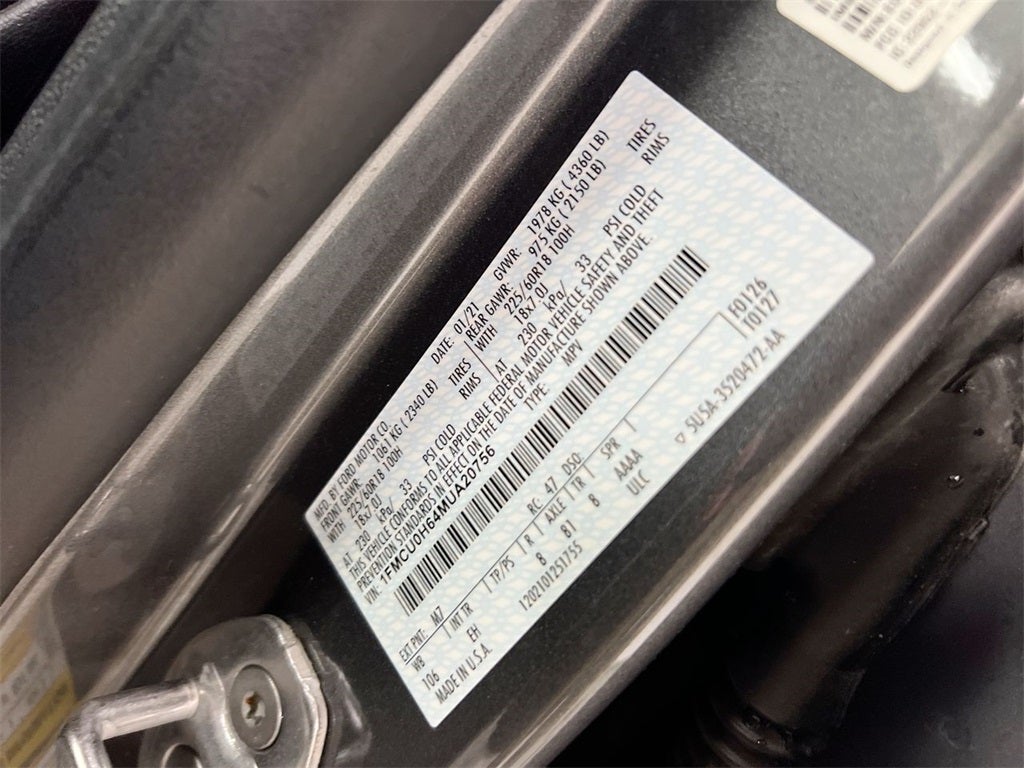 MFD. BY FORD MOTOR CO.
DATE: 01/21 GVWR: 1978 KG ( 4360 LB)
FRONT GAWR: 1061 KG ( 2340 LB) REAR GAWR: 975 KG ( 2150 LB)
WITH 225/60R18 100H TIRES WITH 225/60R18 100H TIRES
18x7.0J RIMS 18x7.0J RIMS
AT 230 kPa/ 33 PSI COLD AT 230 kPa/ 33 PSI COLD
THIS VEHICLE CONFORMS TO ALL APPLICABLE FEDERAL MOTOR VEHICLE SAFETY AND THEFT
PREVENTION STANDARDS IN EFFECT ON THE DATE OF MANUFACTURE SHOWN ABOVE.
VIN: 1FMCU0H64MUA20756 TYPE: MPV
EXT PNT: M7 RC: 47 DSO: F0126
WB INT TR TP/PS R AXLE TR SPR T0127
106 EH 8 B1 8 AAAA
MADE IN U.S.A. 1202101251755 ULC
▽ 5U5A-3520472-AA